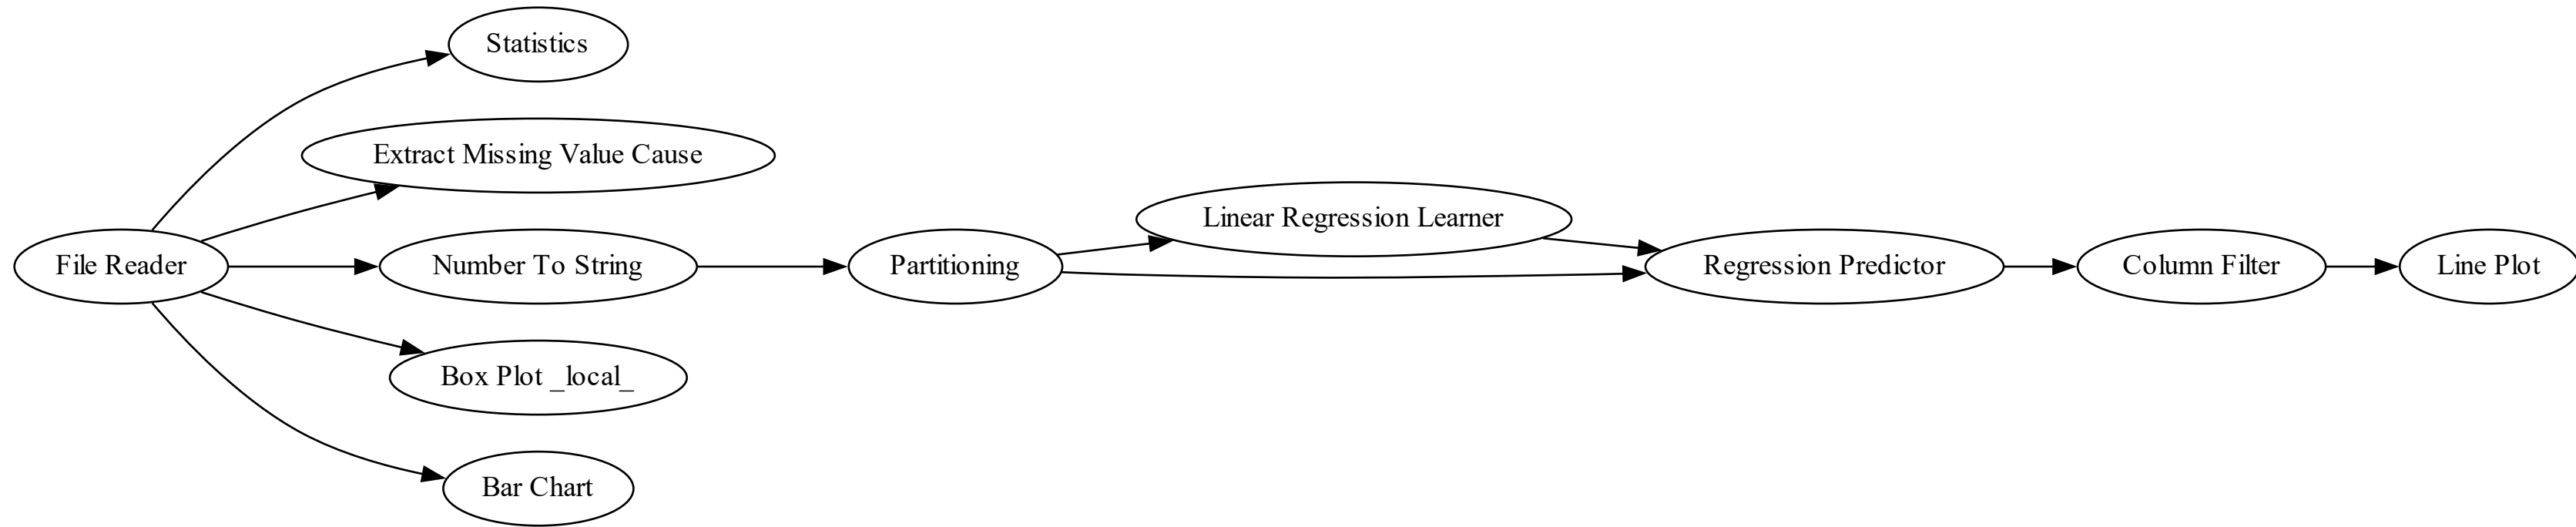 Statistics
Extract Missing Value Cause
File Reader
Number To String
Box Plot _local_
Bar Chart
Partitioning
Linear Regression Learner
Regression Predictor
Column Filter
Line Plot